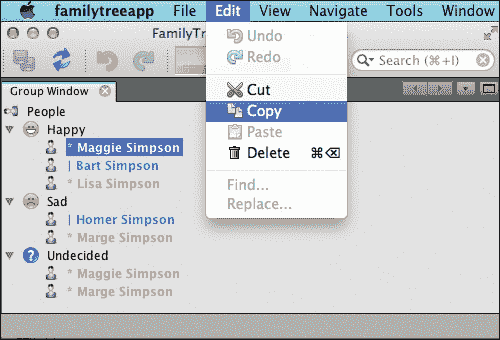 familytreeapp File Edit View Navigate Tools Window
FamilyTr
Undo
Redo
Search (⌘+I)
Cut
Copy
Paste
Delete ⌘⌫
Find...
Replace...
Group Window
People
Happy
* Maggie Simpson
| Bart Simpson
* Lisa Simpson
Sad
| Homer Simpson
* Marge Simpson
? Undecided
* Maggie Simpson
* Marge Simpson